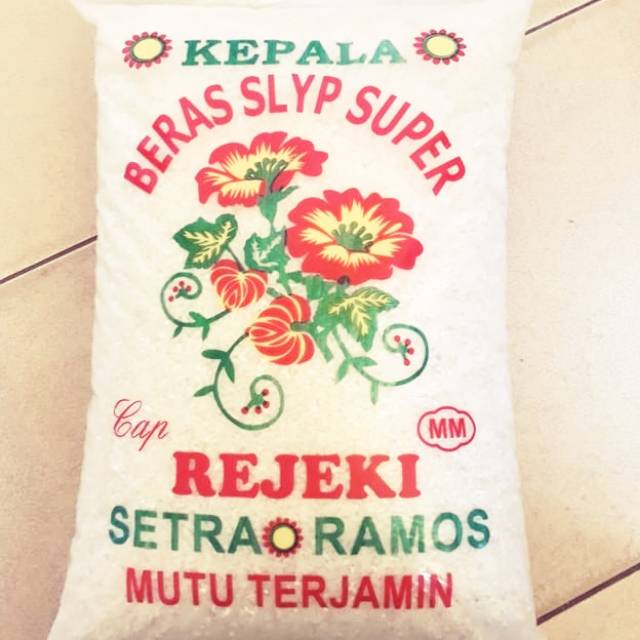 KEPALA
BERAS SLYP SUPER
Cap
MM
REJEKI
SETRA RAMOS
MUTU TERJAMIN